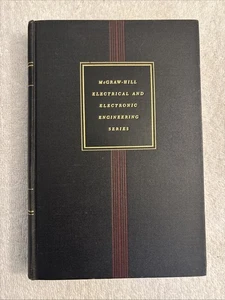 McGRAW-HILL
ELECTRICAL AND
ELECTRONIC
ENGINEERING
SERIES